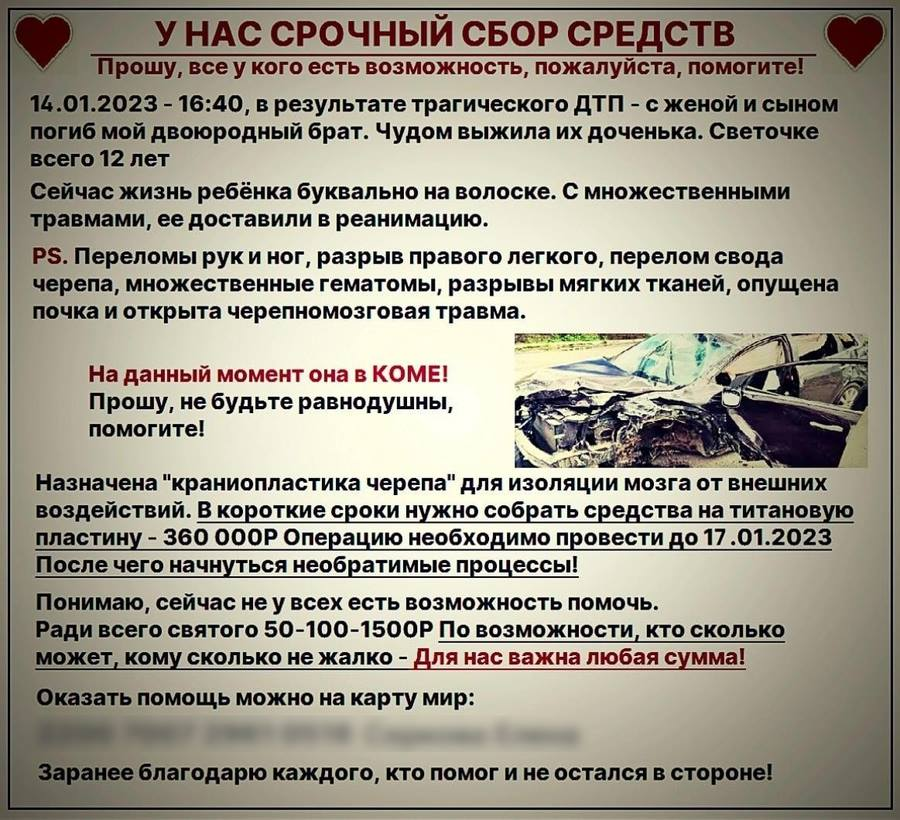 У НАС СРОЧНЫЙ СБОР СРЕДСТВ
Прошу, все у кого есть возможность, пожалуйста, помогите!
14.01.2023 - 16:40, в результате трагического ДТП - с женой и сыном
погиб мой двоюродный брат. Чудом выжила их доченька. Светочке
всего 12 лет
Сейчас жизнь ребёнка буквально на волоске. С множественными
травмами, ее доставили в реанимацию.
PS. Переломы рук и ног, разрыв правого легкого, перелом свода
черепа, множественные гематомы, разрывы мягких тканей, опущена
почка и открыта черепномозговая травма.
На данный момент она в КОМЕ!
Прошу, не будьте равнодушны,
помогите!
Назначена "краниопластика черепа" для изоляции мозга от внешних
воздействий. В короткие сроки нужно собрать средства на титановую
пластину - 360 000Р Операцию необходимо провести до 17.01.2023
После чего начнуться необратимые процессы!
Понимаю, сейчас не у всех есть возможность помочь.
Ради всего святого 50-100-1500Р По возможности, кто сколько
может, кому сколько не жалко - Для нас важна любая сумма!
Оказать помощь можно на карту мир:
Заранее благодарю каждого, кто помог и не остался в стороне!